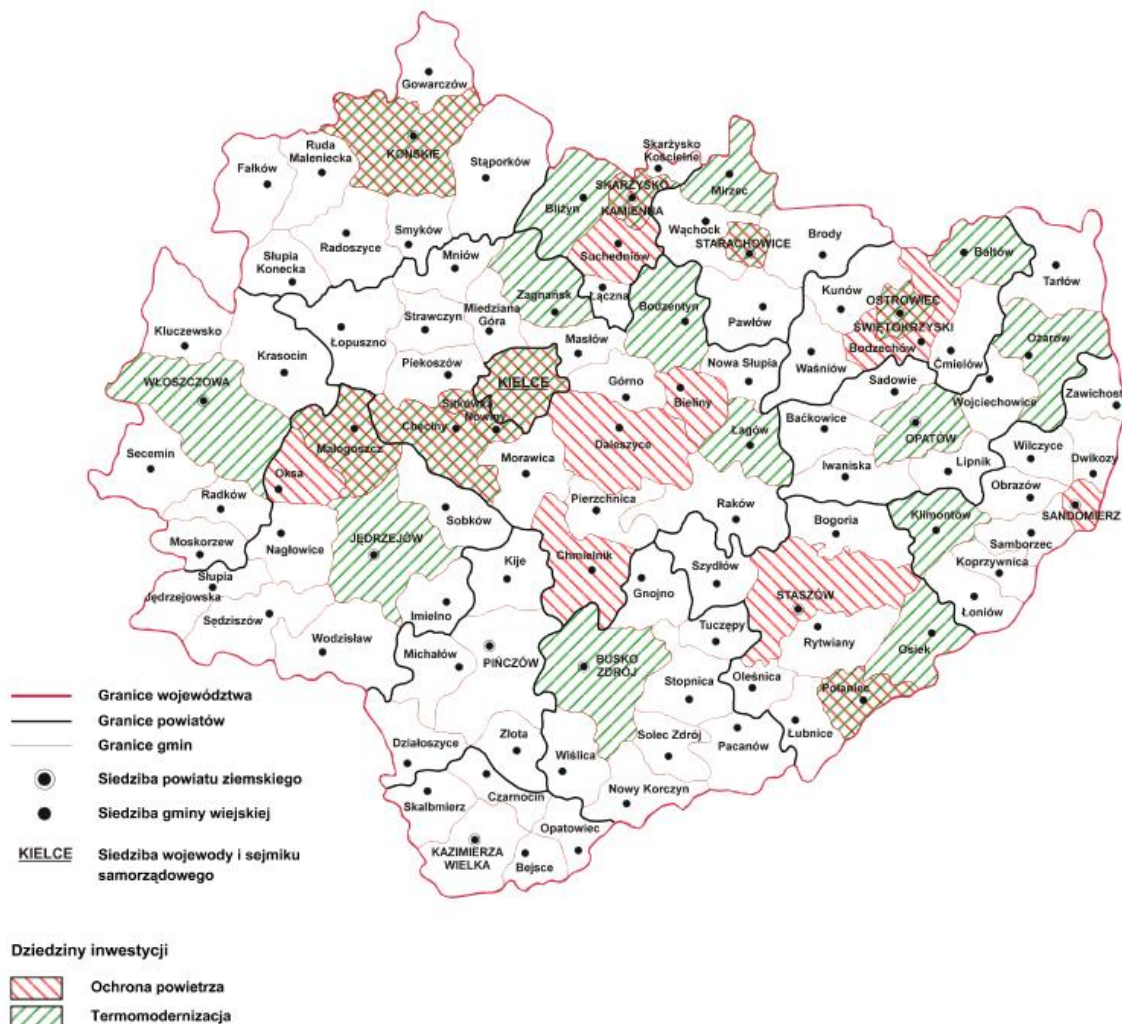 Gowarczów
KOŃSKIE
Ruda
Maleniecka
Fałków
Stąporków
Skarżysko
Kościelne
SKARŻYSKO
KAMIENNA
Mirzec
Bliżyn
Wąchock
STARACHOWICE
Brody
Bałtów
Tarłów
Radoszyce
Smyków
Słupia
Konecka
Mniów
Suchedniów
Zagnańsk
Łączna
Bodzentyn
Pawłów
Kunów
OSTROWIEC
ŚWIĘTOKRZYSKI
Bodzechów
Ćmielów
Ożarów
Kluczewsko
Krasocin
Łopuszno
Strawczyn
Miedziana
Góra
Masłów
Piekoszów
KIELCE
Górno
Nowa Słupia
Waśniów
Sadowie
Wojciechowice
Zawichost
WŁOSZCZOWA
Małogoszcz
Chęciny
Sitkówka
Nowiny
Bieliny
Daleszyce
Łagów
Baćkowice
OPATÓW
Wilczyce
Dwikozy
Secemin
Oksa
Morawica
Iwaniska
Lipnik
Obrazów
SANDOMIERZ
Radków
Pierzchnica
Raków
Bogoria
Klimontów
Samborzec
Moskorzew
Nagłowice
JĘDRZEJÓW
Sobków
Kije
Chmielnik
Gnojno
Szydłów
STASZÓW
Koprzywnica
Słupia
Jędrzejowska
Sędziszów
Imielno
Łoniów
Wodzisław
Michałów
PIŃCZÓW
BUSKO
ZDRÓJ
Tuczępy
Rytwiany
Osiek
Stopnica
Oleśnica
Połaniec
Działoszyce
Złota
Wiślica
Solec Zdrój
Pacanów
Łubnice
Skalbmierz
Czarnocin
Nowy Korczyn
Opatowiec
KAZIMIERZA
WIELKA
Bejsce
Granice województwa
Granice powiatów
Granice gmin
Siedziba powiatu ziemskiego
Siedziba gminy wiejskiej
KIELCE Siedziba wojewody i sejmiku
samorządowego
Dziedziny inwestycji
Ochrona powietrza
Termomodernizacja